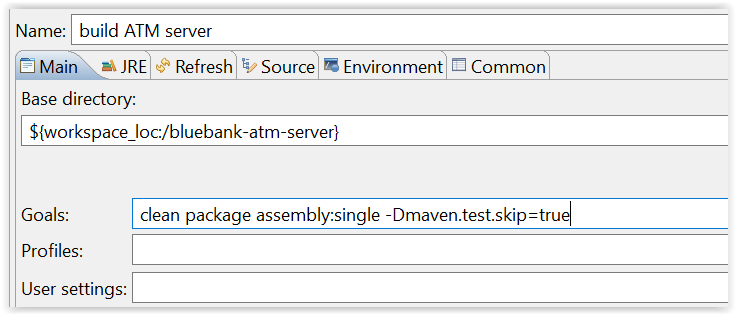 Name: build ATM server
Main JRE Refresh Source Environment Common
Base directory:
${workspace_loc:/bluebank-atm-server}
Goals: clean package assembly:single -Dmaven.test.skip=true
Profiles:
User settings: